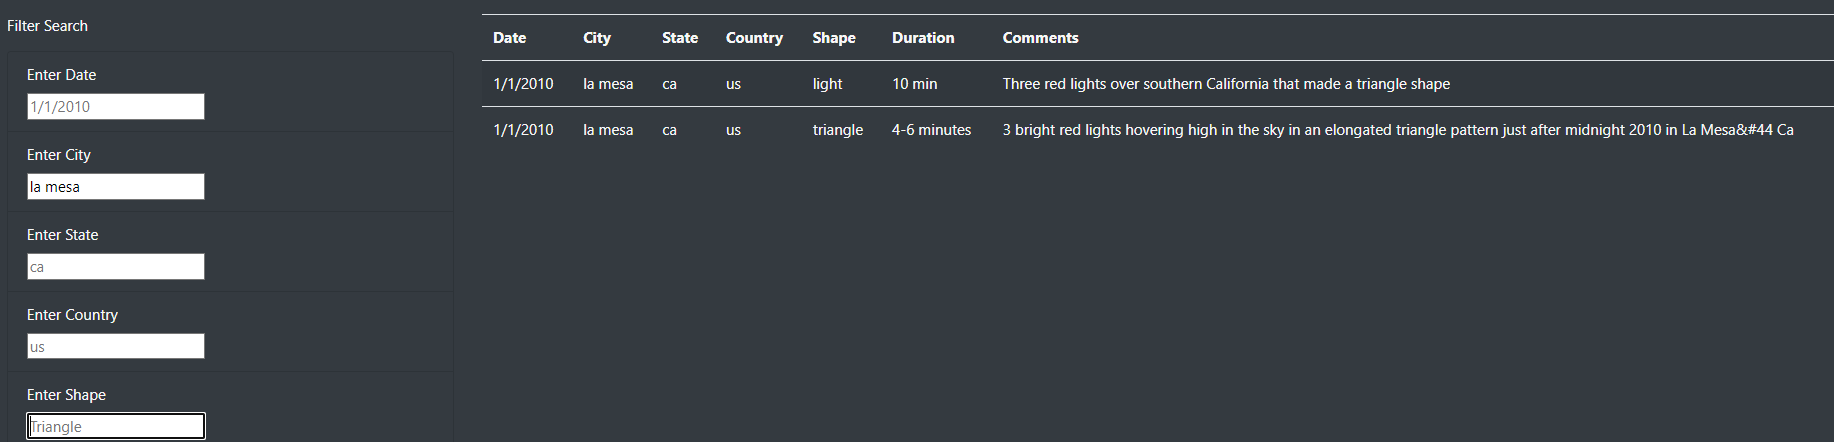 Filter Search
Enter Date
1/1/2010
Enter City
la mesa
Enter State
ca
Enter Country
us
Enter Shape
Triangle
Date City State Country Shape Duration Comments
1/1/2010 la mesa ca us light 10 min Three red lights over southern California that made a triangle shape
1/1/2010 la mesa ca us triangle 4-6 minutes 3 bright red lights hovering high in the sky in an elongated triangle pattern just after midnight 2010 in La Mesa&#44 Ca